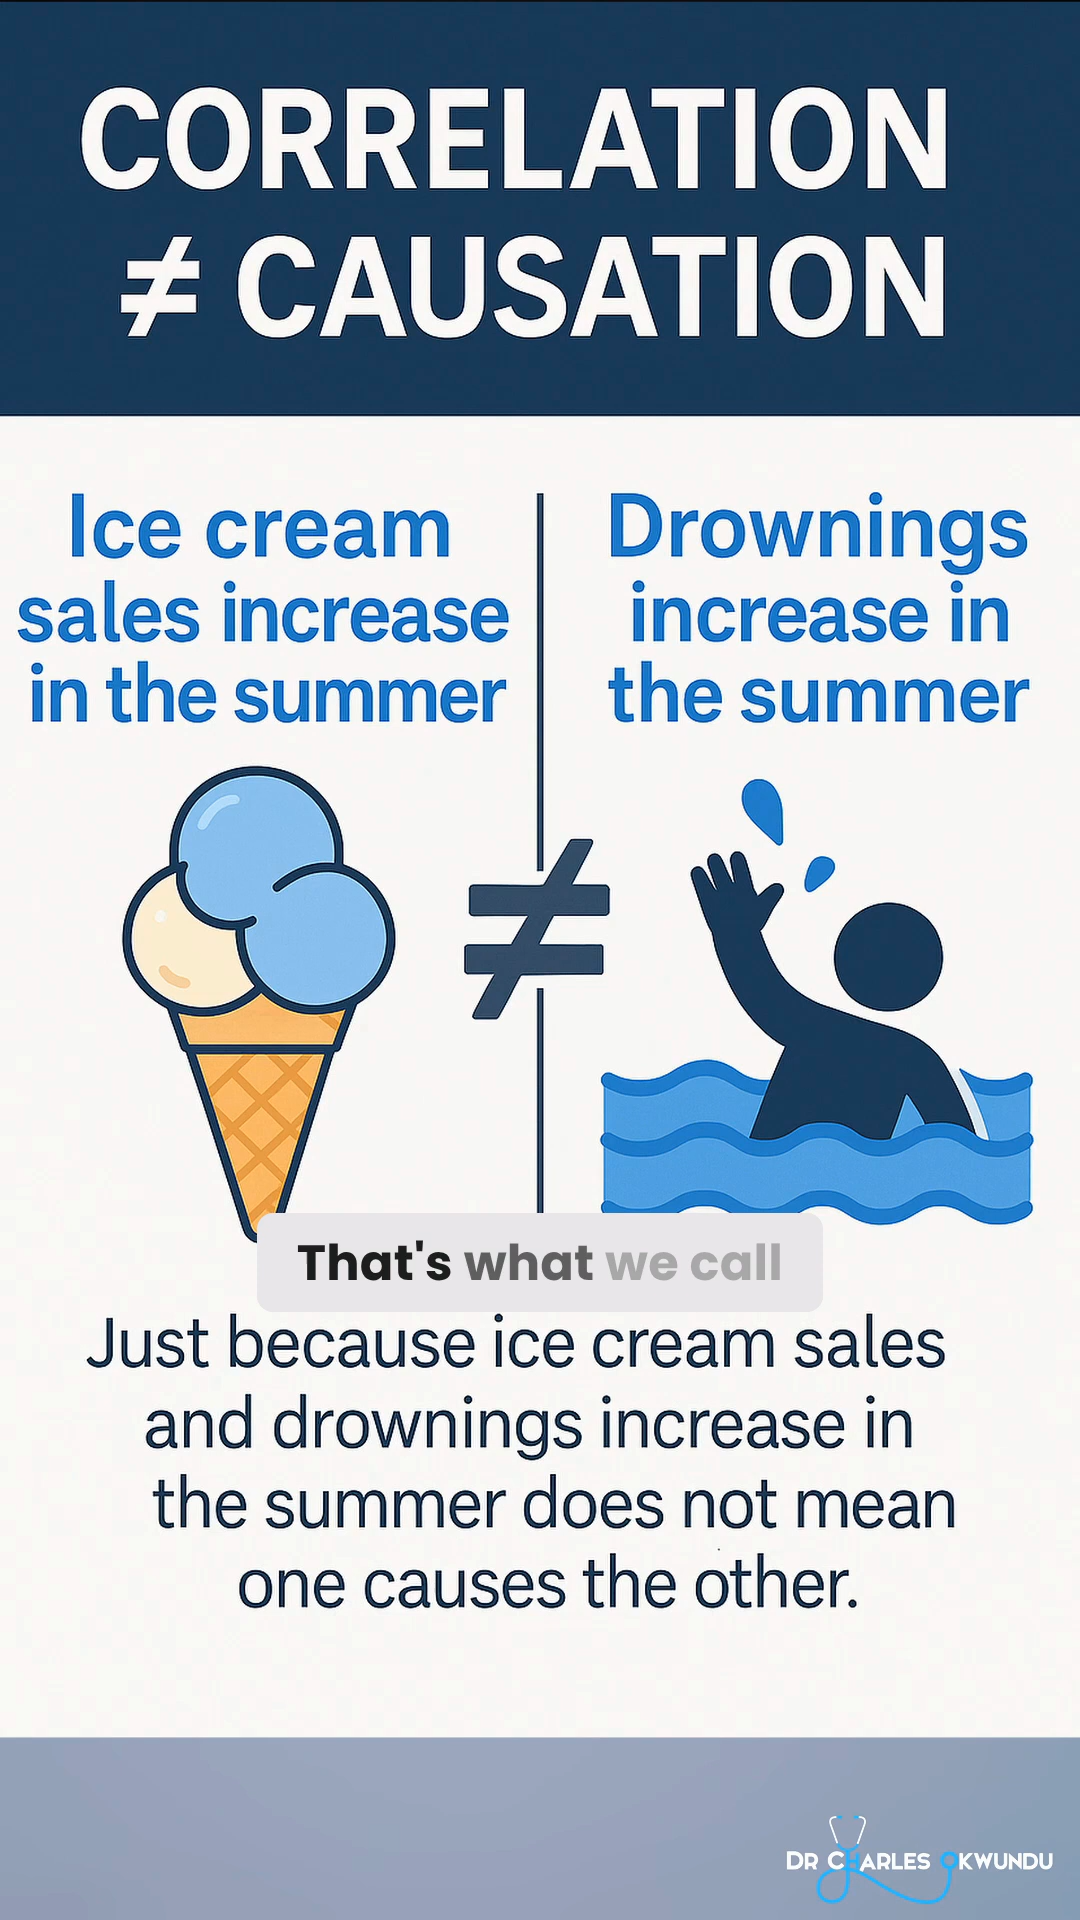 CORRELATION
≠ CAUSATION
Ice cream
sales increase
in the summer
Drownings
increase in
the summer
≠
That's what we call
Just because ice cream sales
and drownings increase in
the summer does not mean
one causes the other.
DR CHARLES OKWUNDU